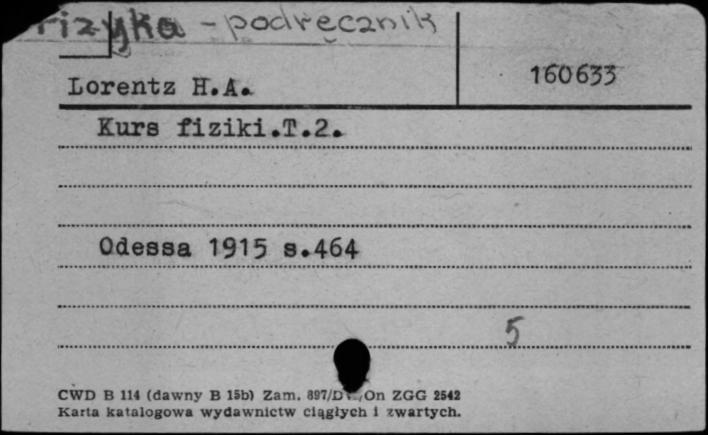 fizyka - podręcznik
Lorentz H.A. 160633
Kurs fiziki.T.2.
Odessa 1915 s.464
5
CWD B 114 (dawny B 15b) Zam. 897/D On ZGG 2542
Karta katalogowa wydawnictw ciągłych i zwartych.